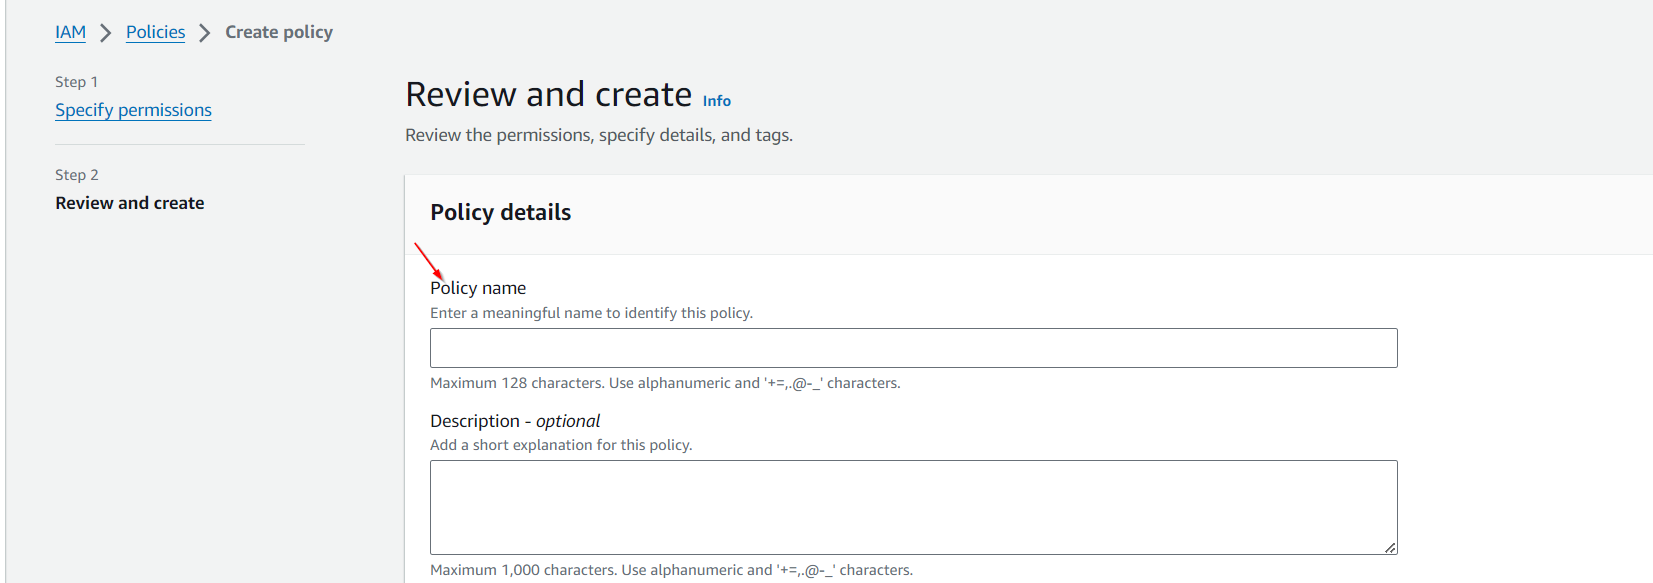 IAM > Policies > Create policy
Step 1
Specify permissions
Step 2
Review and create
Review and create Info
Review the permissions, specify details, and tags.
Policy details
Policy name
Enter a meaningful name to identify this policy.
Maximum 128 characters. Use alphanumeric and '+=,.@-_' characters.
Description - optional
Add a short explanation for this policy.
Maximum 1,000 characters. Use alphanumeric and '+=,.@-_' characters.